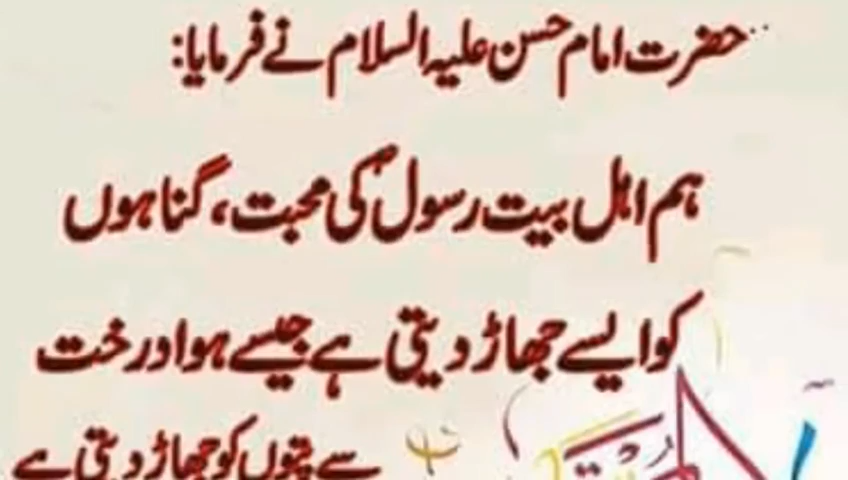 حضرت امام حسن علیہ السلام نے فرمایا:
ہم اہل بیت رسولؐ کی محبت، گناہوں
کو ایسے جھاڑ دیتی ہے جیسے ہوا درخت
سے پتوں کو جھاڑ دیتی ہے